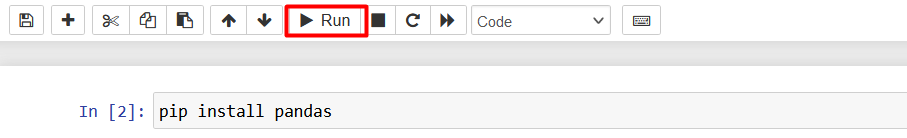 Run
Code
In [2]: pip install pandas